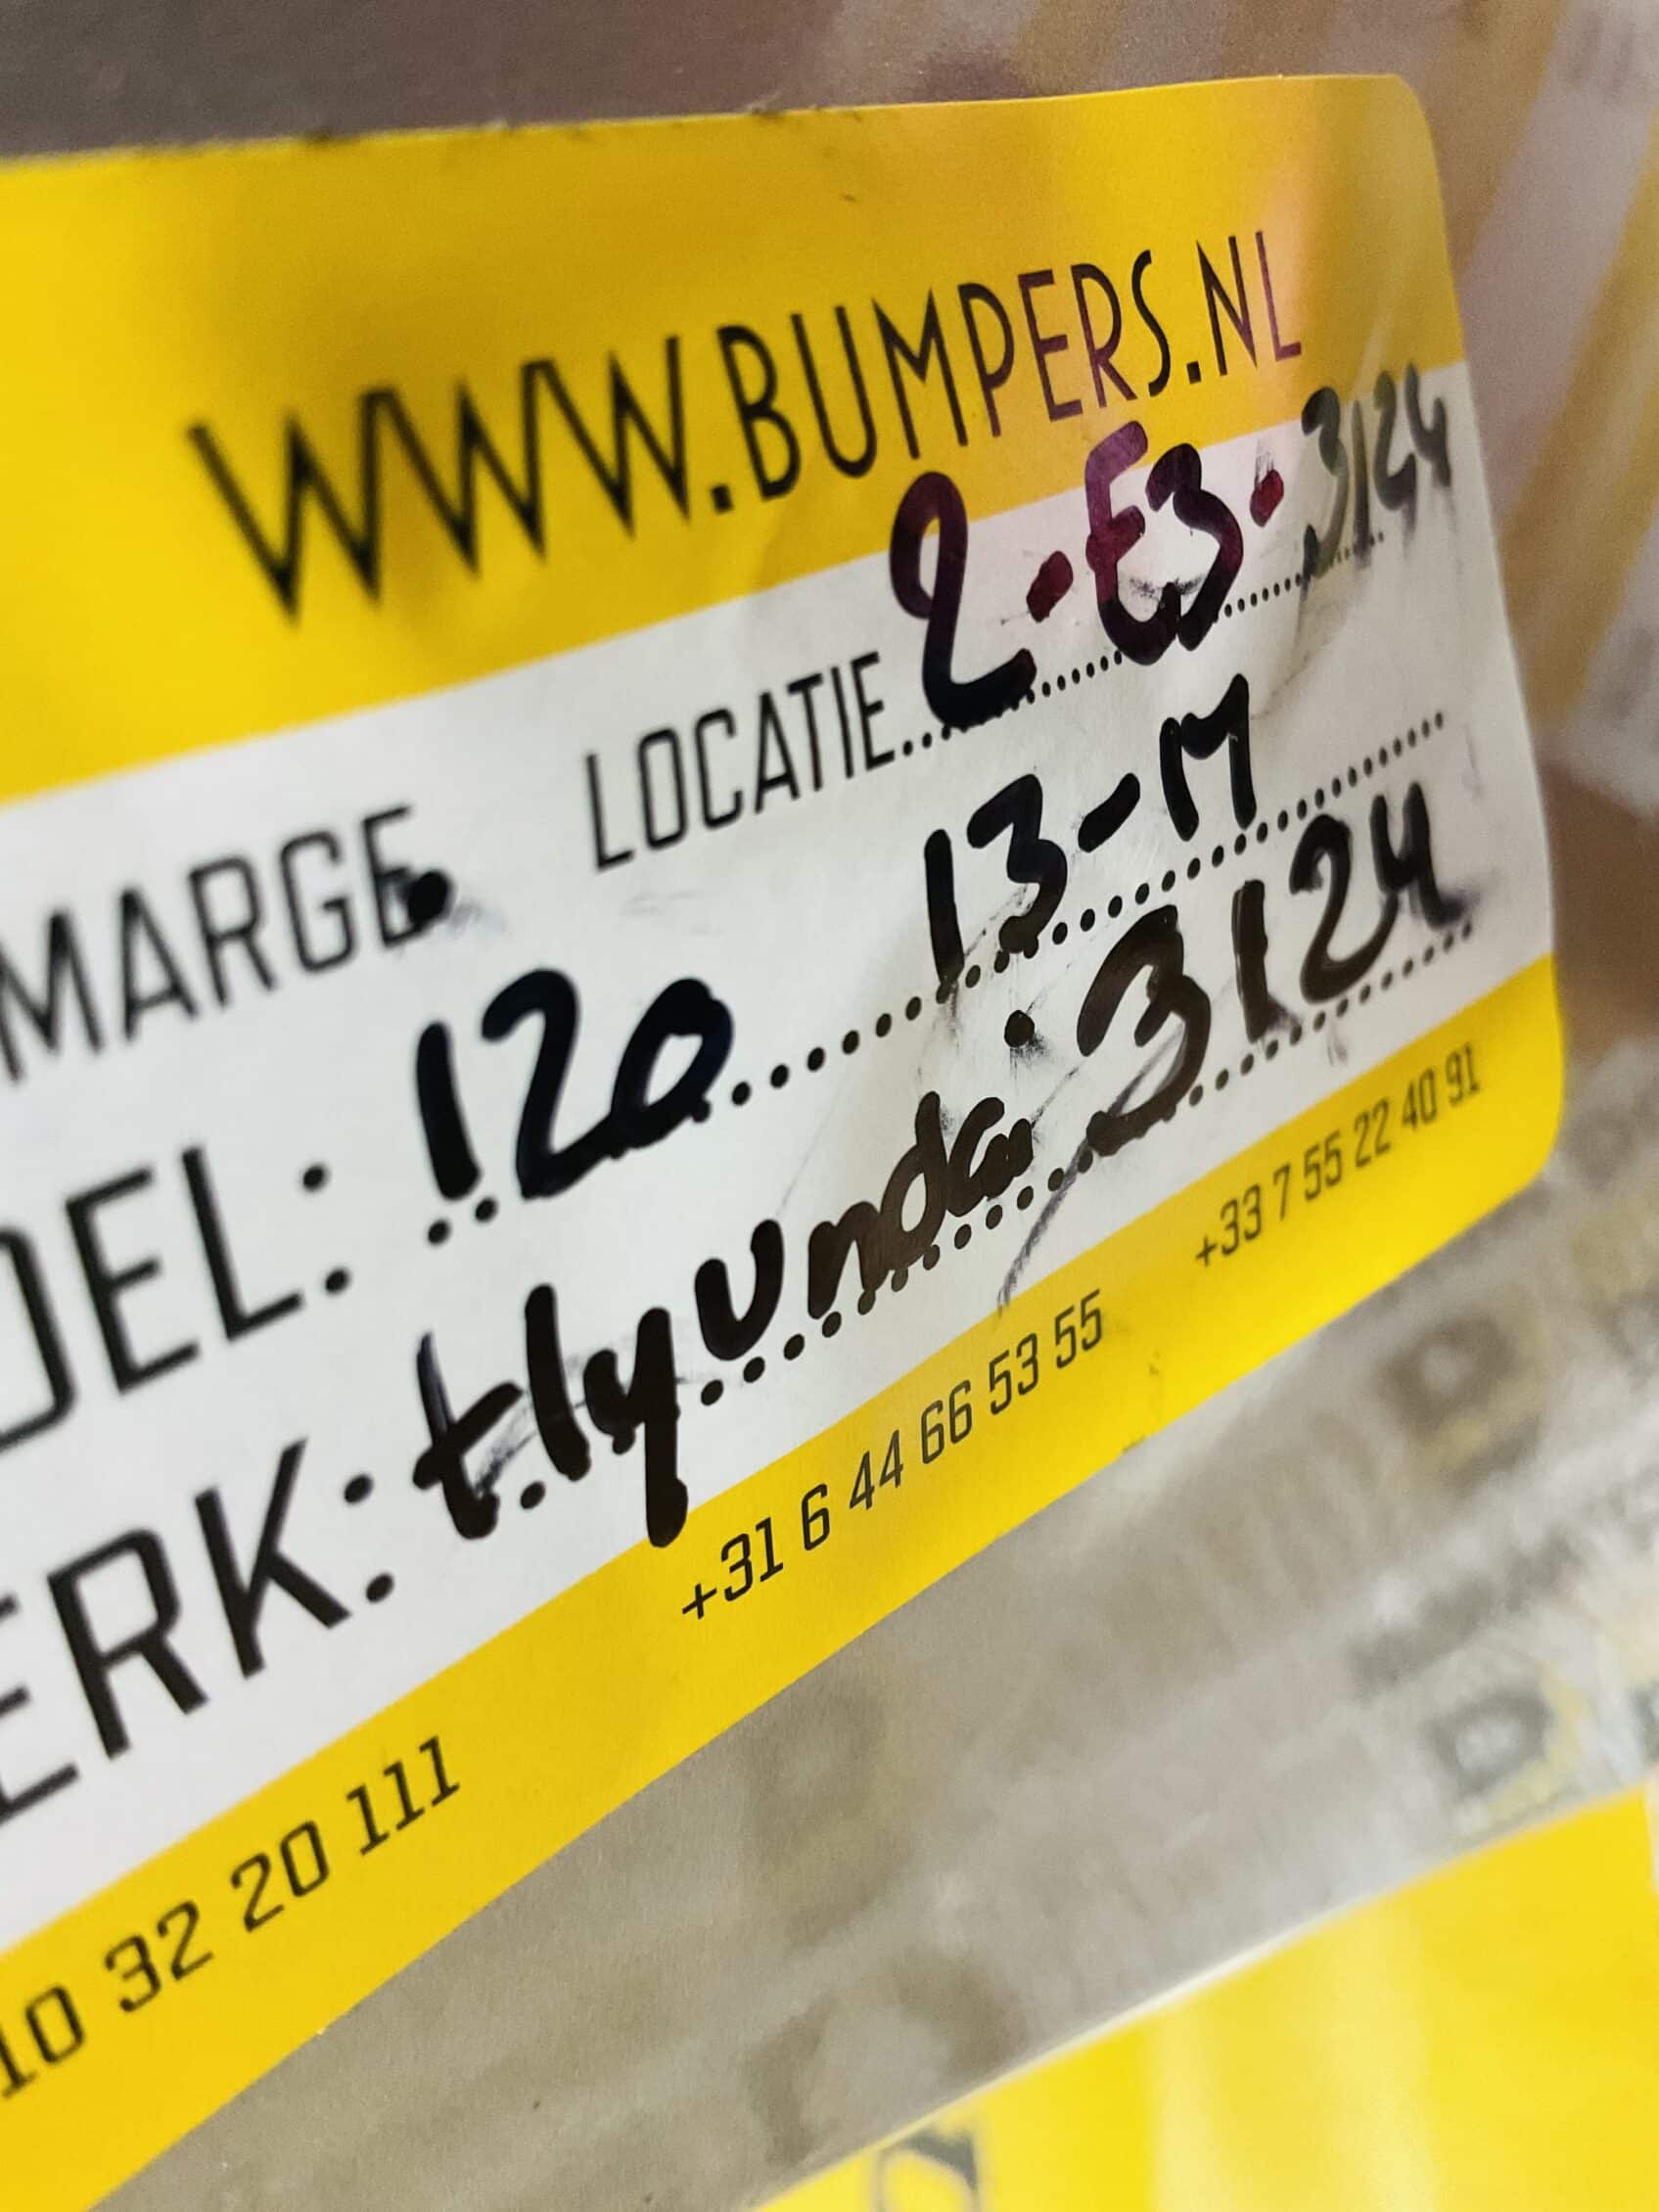 WWW.BUMPERS.NL
MARGE. LOCATIE 2-E3-3124
DEL: i20 13-17
ERK: Hyundai 3124
10 32 20 111 +31 6 44 66 53 55 +33 7 55 22 40 91